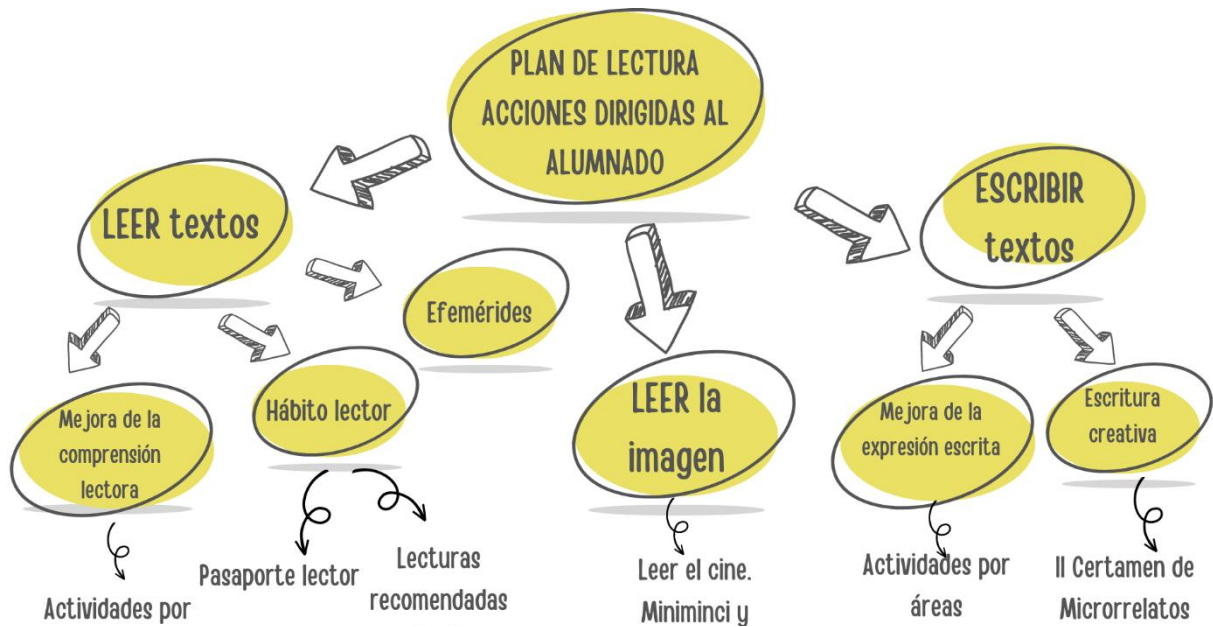 PLAN DE LECTURA
ACCIONES DIRIGIDAS AL
ALUMNADO
LEER textos
ESCRIBIR
textos
Efemérides
Mejora de la
comprensión
lectora
Hábito lector
LEER la
imagen
Mejora de la
expresión escrita
Escritura
creativa
Actividades por
Pasaporte lector
Lecturas
recomendadas
Leer el cine.
Miniminci y
Actividades por
áreas
II Certamen de
Microrrelatos